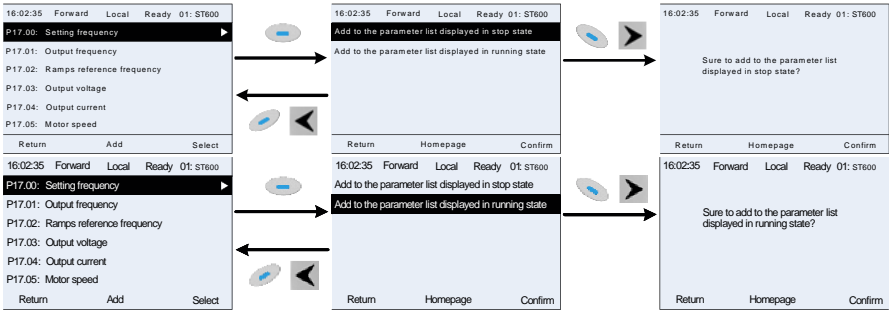 16:02:35 Forward Local Ready 01: ST600
P17.00: Setting frequency
P17.01: Output frequency
P17.02: Ramps reference frequency
P17.03: Output voltage
P17.04: Output current
P17.05: Motor speed
Return Add Select
16:02:35 Forward Local Ready 01: ST600
Add to the parameter list displayed in stop state
Add to the parameter list displayed in running state
Return Homepage Confirm
16:02:35 Forward Local Ready 01: ST600
Sure to add to the parameter list
displayed in stop state?
Return Homepage Confirm
16:02:35 Forward Local Ready 01: ST600
P17.00: Setting frequency
P17.01: Output frequency
P17.02: Ramps reference frequency
P17.03: Output voltage
P17.04: Output current
P17.05: Motor speed
Return Add Select
16:02:35 Forward Local Ready 01: ST600
Add to the parameter list displayed in stop state
Add to the parameter list displayed in running state
Return Homepage Confirm
16:02:35 Forward Local Ready 01: ST600
Sure to add to the parameter list
displayed in running state?
Return Homepage Confirm